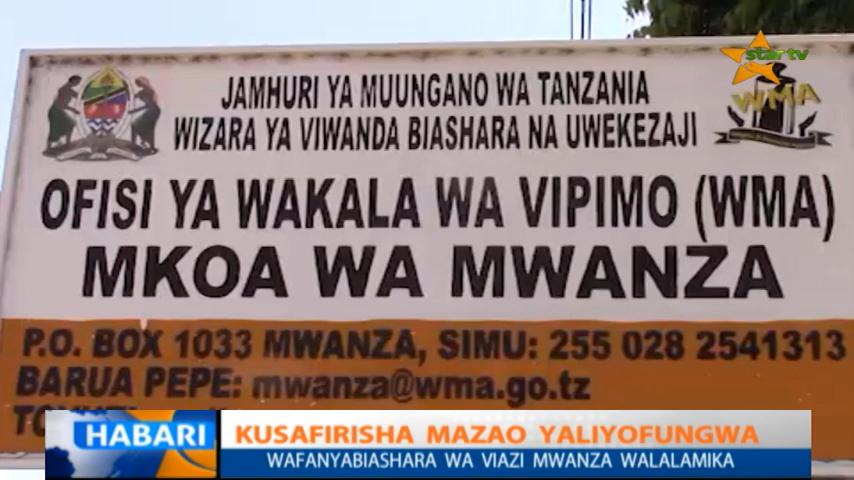 star tv
WMA
JAMHURI YA MUUNGANO WA TANZANIA
WIZARA YA VIWANDA BIASHARA NA UWEKEZAJI
OFISI YA WAKALA WA VIPIMO (WMA)
MKOA WA MWANZA
P.O. BOX 1033 MWANZA, SIMU: 255 028 2541313
BARUA PEPE: mwanza@wma.go.tz
HABARI
KUSAFIRISHA MAZAO YALIYOFUNGWA
WAFANYABIASHARA WA VIAZI MWANZA WALALAMIKA